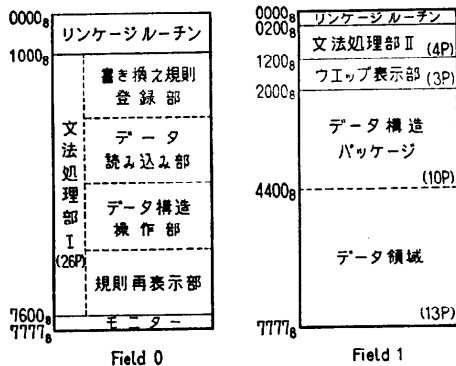 0000₈
リンケージルーチン
1000₈
文法処理部Ⅰ
(26P)
書き換え規則
登録部
データ
読み込み部
データ構造
操作部
規則再表示部
7600₈
モニター
7777₈
Field 0
0000₈
リンケージルーチン
0200₈
文法処理部Ⅱ (4P)
1200₈
ウエップ表示部 (3P)
2000₈
データ構造
パッケージ
(10P)
4400₈
データ領域
(13P)
7777₈
Field 1